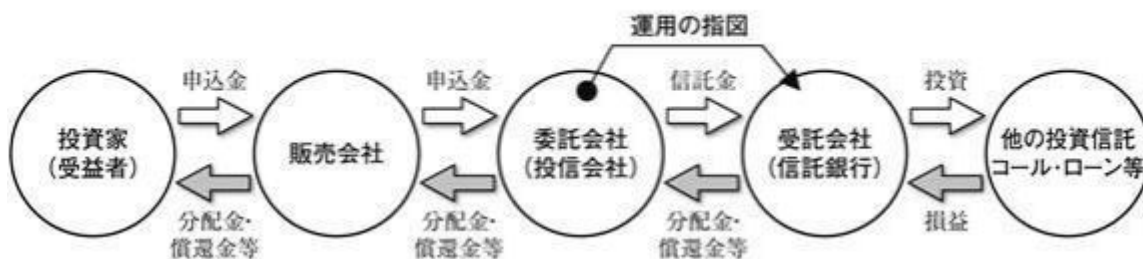 運用の指図
申込金
申込金
信託金
投資
投資家
(受益者)
販売会社
委託会社
(投信会社)
受託会社
(信託銀行)
他の投資信託
コール・ローン等
分配金・
償還金等
分配金・
償還金等
分配金・
償還金等
損益